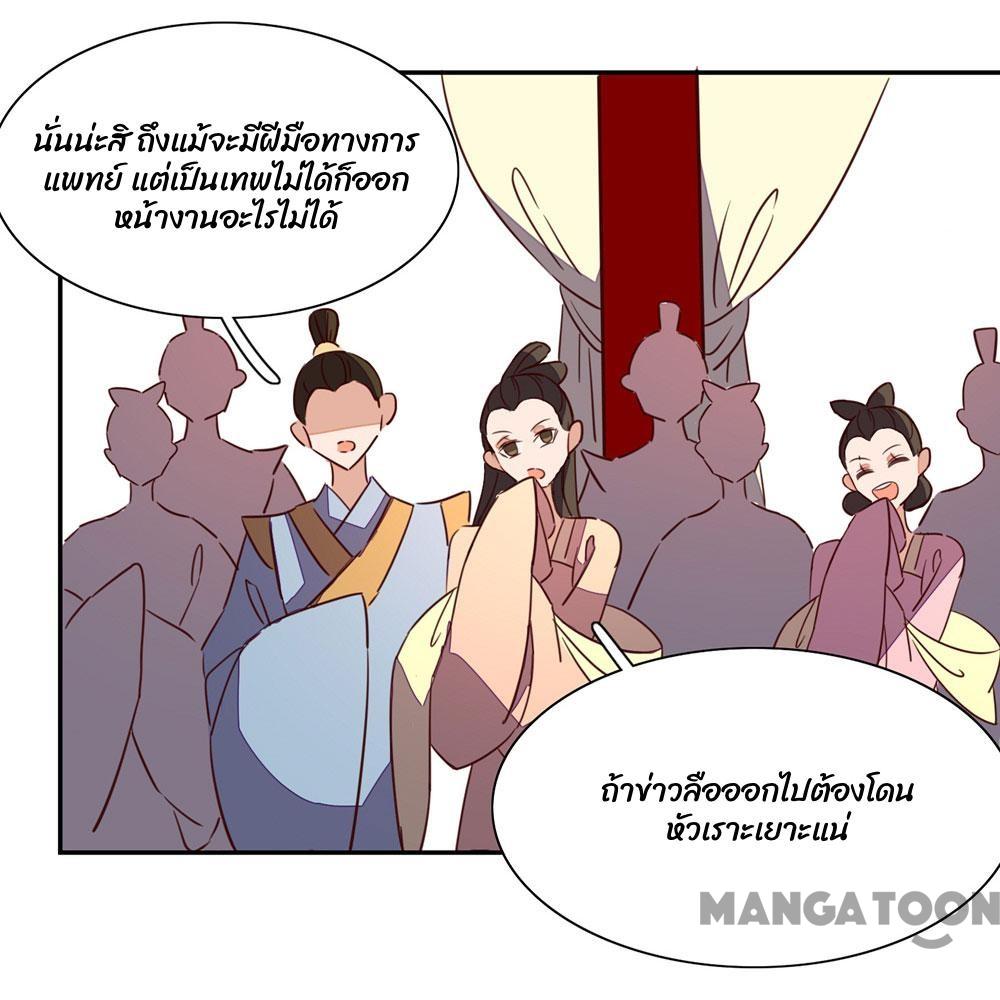 นั่นน่ะสิ ถึงแม้จะมีฝีมือทางการ
แพทย์ แต่เป็นเทพไม่ได้ก็ออก
หน้างานอะไรไม่ได้
ถ้าข่าวลือออกไปต้องโดน
หัวเราะเยาะแน่
MANGATOON